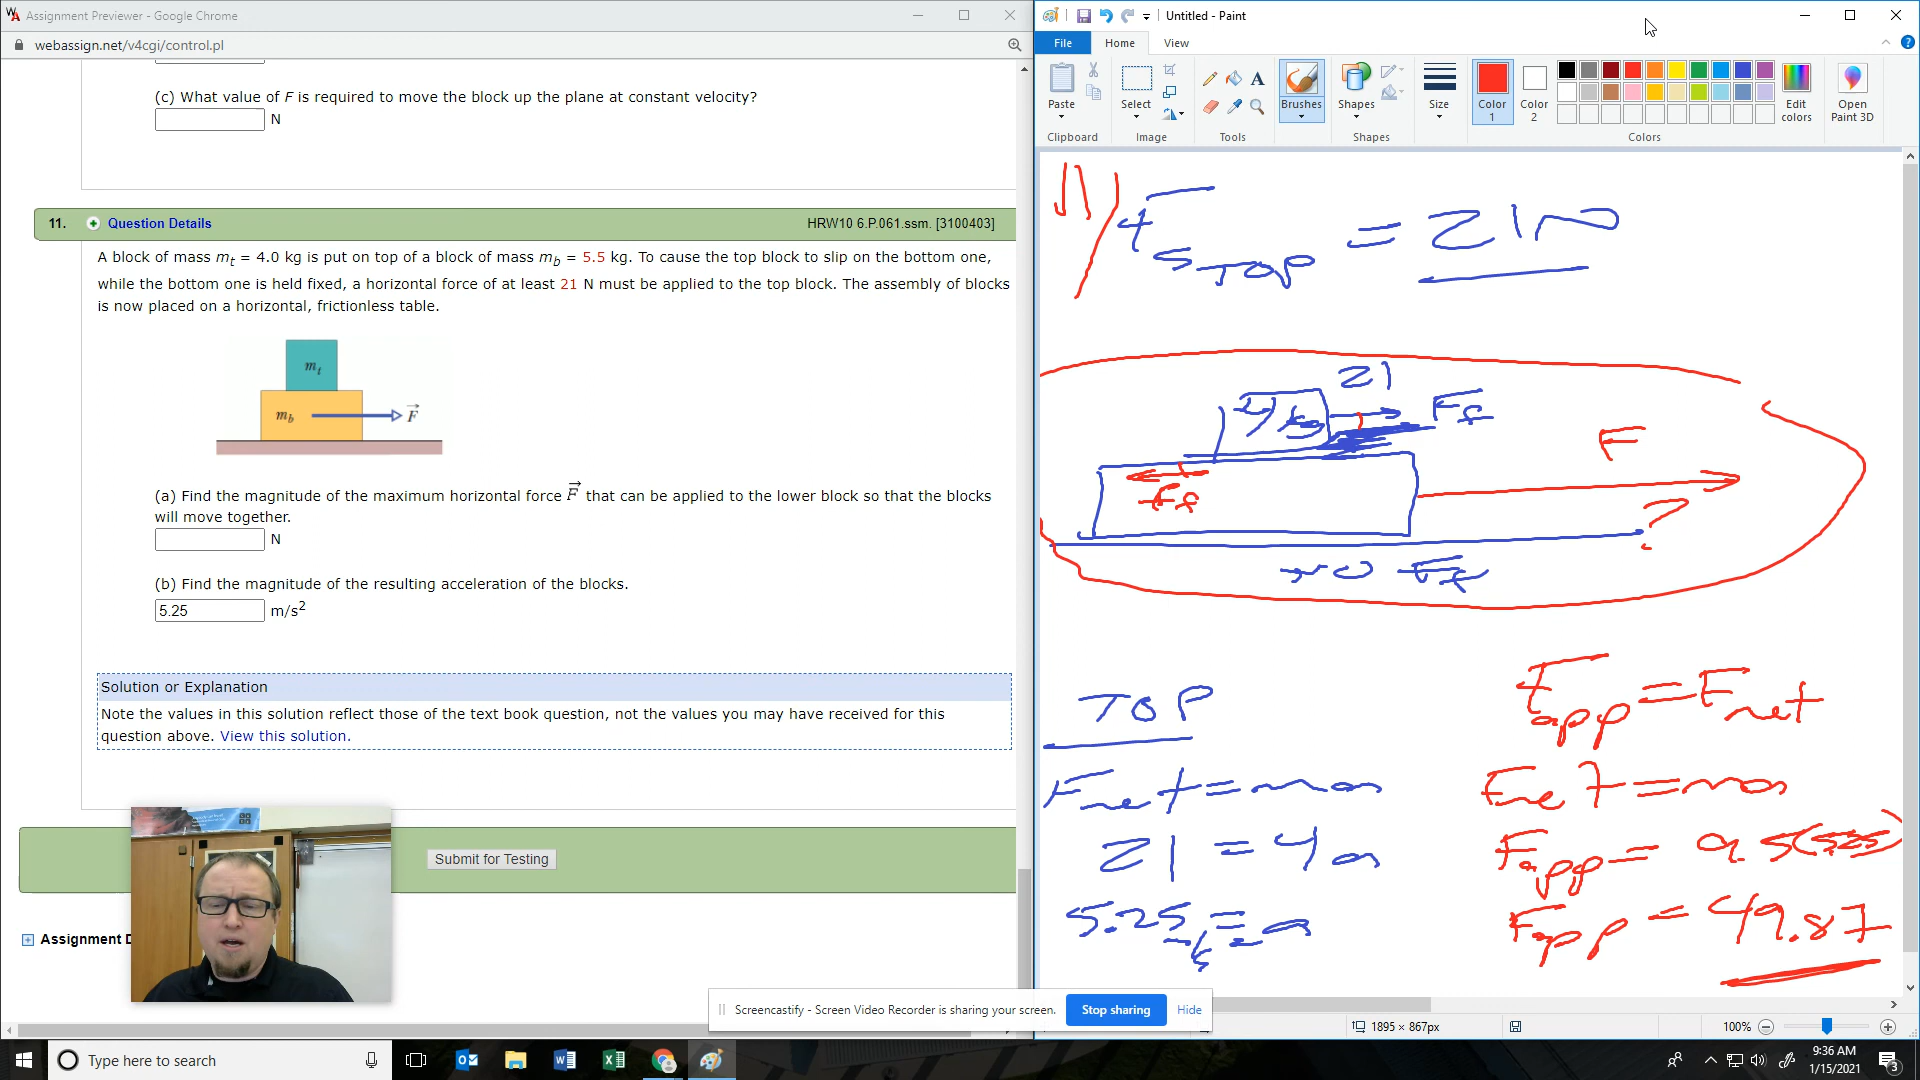 Assignment Previewer - Google Chrome
webassign.net/v4cgi/control.pl
(c) What value of F is required to move the block up the plane at constant velocity?
N
11. Question Details HRW10 6.P.061.ssm. [3100403]
A block of mass mt = 4.0 kg is put on top of a block of mass mb = 5.5 kg. To cause the top block to slip on the bottom one,
while the bottom one is held fixed, a horizontal force of at least 21 N must be applied to the top block. The assembly of blocks
is now placed on a horizontal, frictionless table.
mt
mb F
(a) Find the magnitude of the maximum horizontal force F that can be applied to the lower block so that the blocks
will move together.
N
(b) Find the magnitude of the resulting acceleration of the blocks.
5.25 m/s2
Solution or Explanation
Note the values in this solution reflect those of the text book question, not the values you may have received for this
question above. View this solution.
Submit for Testing
Assignment D
Untitled - Paint
File Home View
Paste Select Brushes Shapes Size Color 1 Color 2 Edit colors Open Paint 3D
Clipboard Image Tools Shapes Colors
11)
FsTOP = 21N
21
4kg Ff
F
Ff
?
no Ff
TOP
Fnet = ma
21 = 4a
5.25 = a
Fapp = Fnet
Fnet = ma
Fapp = 9.5(5.25)
Fapp = 49.87
Screencastify - Screen Video Recorder is sharing your screen. Stop sharing Hide
1895 × 867px 100%
Type here to search
9:36 AM
1/15/2021
3